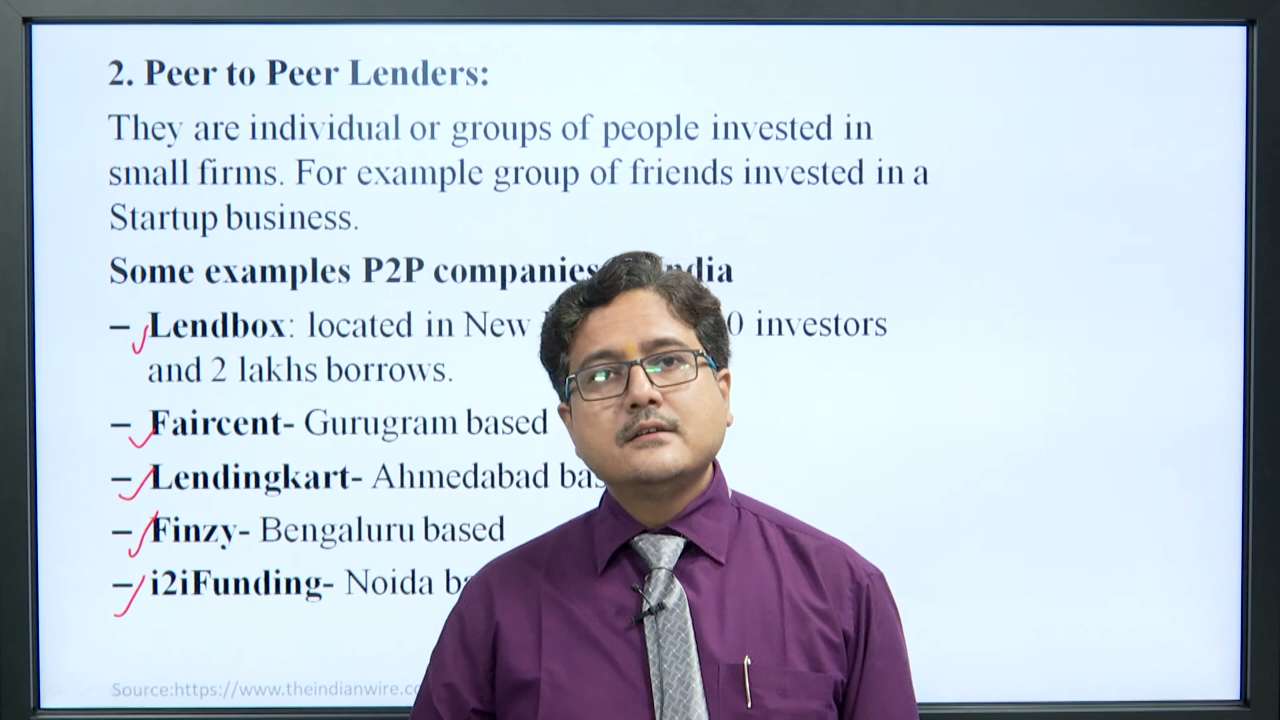 2. Peer to Peer Lenders:
They are individual or groups of people invested in
small firms. For example group of friends invested in a
Startup business.
Some examples P2P companies
– Lendbox: located in New 0 investors
and 2 lakhs borrows.
– Faircent- Gurugram based
– Lendingkart- Ahmedabad
– Finzy- Bengaluru based
– i2iFunding- Noida
Source:https://www.theindianwire.co